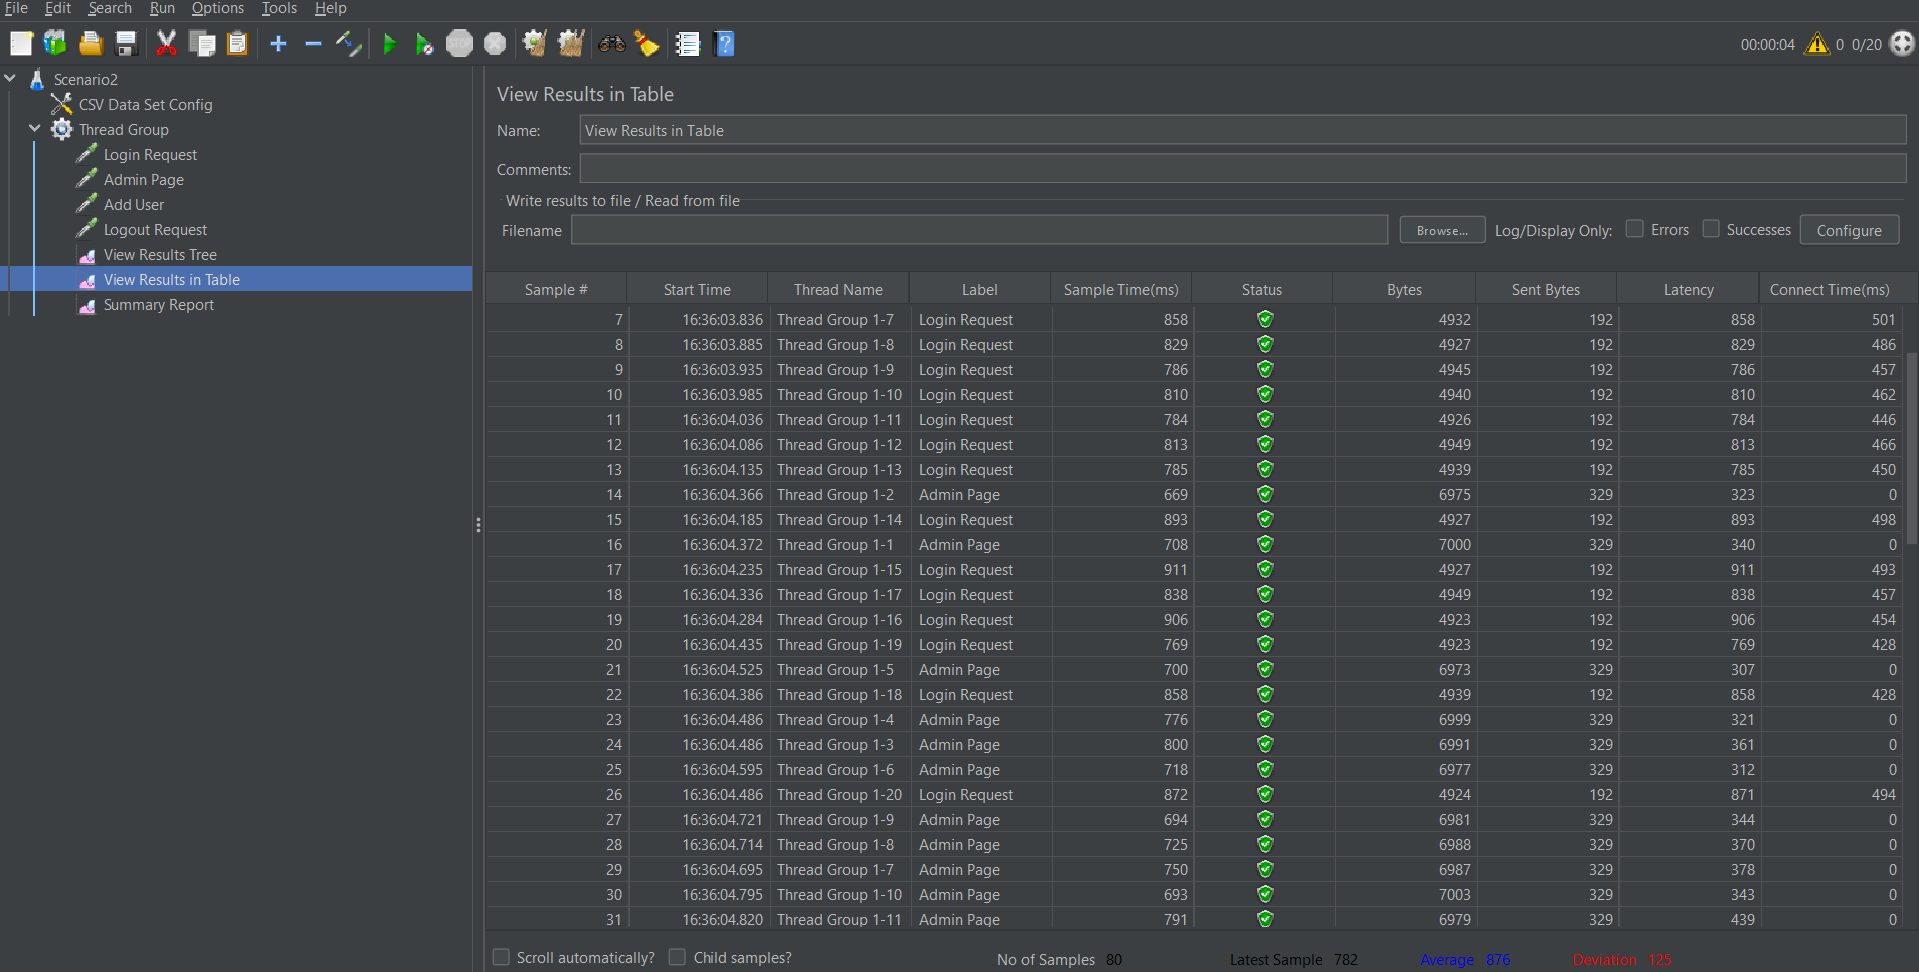 File Edit Search Run Options Tools Help
STOP
00:00:04 0 0/20
Scenario2
CSV Data Set Config
Thread Group
Login Request
Admin Page
Add User
Logout Request
View Results Tree
View Results in Table
Summary Report
View Results in Table
Name: View Results in Table
Comments:
Write results to file / Read from file
Filename Browse... Log/Display Only: Errors Successes Configure
Sample # Start Time Thread Name Label Sample Time(ms) Status Bytes Sent Bytes Latency Connect Time(ms)
7 16:36:03.836 Thread Group 1-7 Login Request 858 4932 192 858 501
8 16:36:03.885 Thread Group 1-8 Login Request 829 4927 192 829 486
9 16:36:03.935 Thread Group 1-9 Login Request 786 4945 192 786 457
10 16:36:03.985 Thread Group 1-10 Login Request 810 4940 192 810 462
11 16:36:04.036 Thread Group 1-11 Login Request 784 4926 192 784 446
12 16:36:04.086 Thread Group 1-12 Login Request 813 4949 192 813 466
13 16:36:04.135 Thread Group 1-13 Login Request 785 4939 192 785 450
14 16:36:04.366 Thread Group 1-2 Admin Page 669 6975 329 323 0
15 16:36:04.185 Thread Group 1-14 Login Request 893 4927 192 893 498
16 16:36:04.372 Thread Group 1-1 Admin Page 708 7000 329 340 0
17 16:36:04.235 Thread Group 1-15 Login Request 911 4927 192 911 493
18 16:36:04.336 Thread Group 1-17 Login Request 838 4949 192 838 457
19 16:36:04.284 Thread Group 1-16 Login Request 906 4923 192 906 454
20 16:36:04.435 Thread Group 1-19 Login Request 769 4923 192 769 428
21 16:36:04.525 Thread Group 1-5 Admin Page 700 6973 329 307 0
22 16:36:04.386 Thread Group 1-18 Login Request 858 4939 192 858 428
23 16:36:04.486 Thread Group 1-4 Admin Page 776 6999 329 321 0
24 16:36:04.486 Thread Group 1-3 Admin Page 800 6991 329 361 0
25 16:36:04.595 Thread Group 1-6 Admin Page 718 6977 329 312 0
26 16:36:04.486 Thread Group 1-20 Login Request 872 4924 192 871 494
27 16:36:04.721 Thread Group 1-9 Admin Page 694 6981 329 344 0
28 16:36:04.714 Thread Group 1-8 Admin Page 725 6988 329 370 0
29 16:36:04.695 Thread Group 1-7 Admin Page 750 6987 329 378 0
30 16:36:04.795 Thread Group 1-10 Admin Page 693 7003 329 343 0
31 16:36:04.820 Thread Group 1-11 Admin Page 791 6979 329 439 0
Scroll automatically? Child samples? No of Samples 80 Latest Sample 782 Average 876 Deviation 125